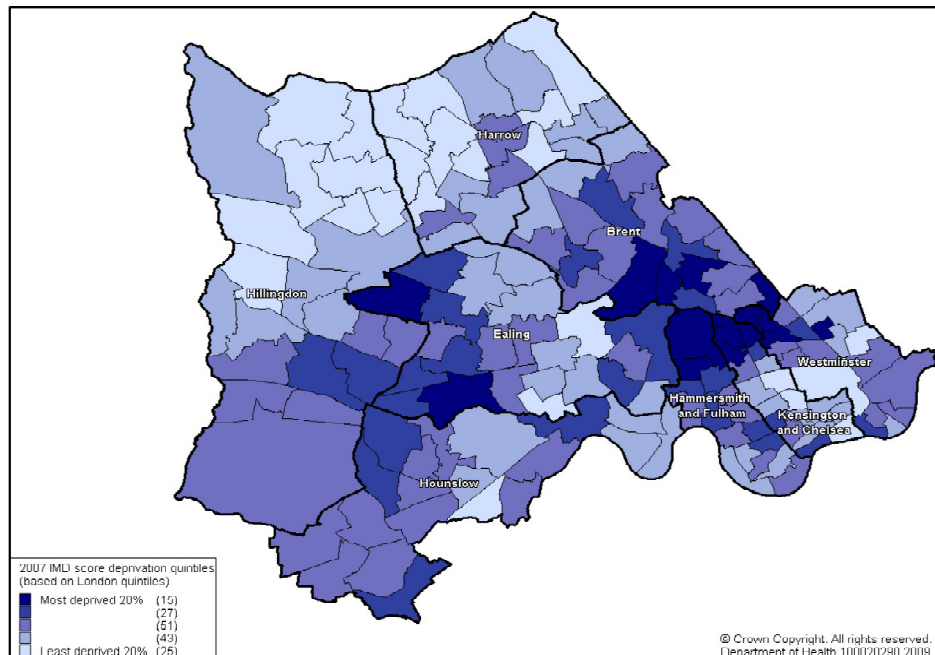 Harrow
Brent
Hillingdon
Ealing
Westminster
Hammersmith
and Fulham
Kensington
and Chelsea
Hounslow
2007 IMD score deprivation quintiles
(based on London quintiles)
Most deprived 20% (15)
(27)
(51)
(43)
Least deprived 20% (25)
© Crown Copyright. All rights reserved.
Department of Health 100020290 2009